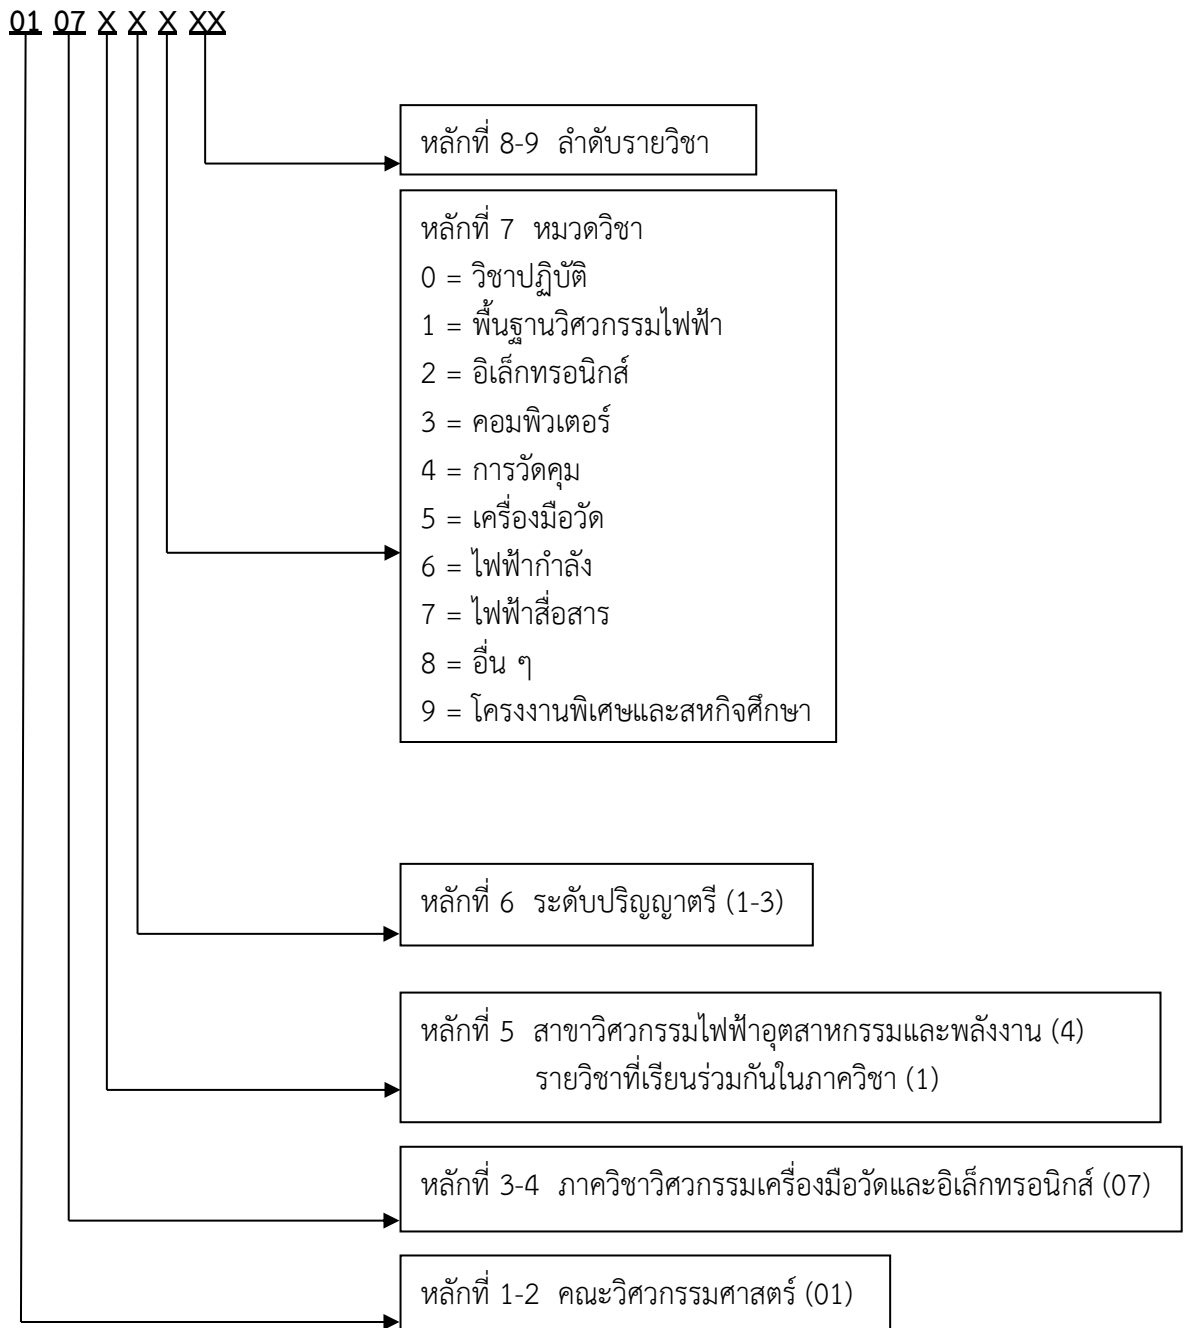 01 07 X X X XX
หลักที่ 8-9 ลำดับรายวิชา
หลักที่ 7 หมวดวิชา
0 = วิชาปฏิบัติ
1 = พื้นฐานวิศวกรรมไฟฟ้า
2 = อิเล็กทรอนิกส์
3 = คอมพิวเตอร์
4 = การวัดคุม
5 = เครื่องมือวัด
6 = ไฟฟ้ากำลัง
7 = ไฟฟ้าสื่อสาร
8 = อื่น ๆ
9 = โครงงานพิเศษและสหกิจศึกษา
หลักที่ 6 ระดับปริญญาตรี (1-3)
หลักที่ 5 สาขาวิศวกรรมไฟฟ้าอุตสาหกรรมและพลังงาน (4)
รายวิชาที่เรียนร่วมกันในภาควิชา (1)
หลักที่ 3-4 ภาควิชาวิศวกรรมเครื่องมือวัดและอิเล็กทรอนิกส์ (07)
หลักที่ 1-2 คณะวิศวกรรมศาสตร์ (01)